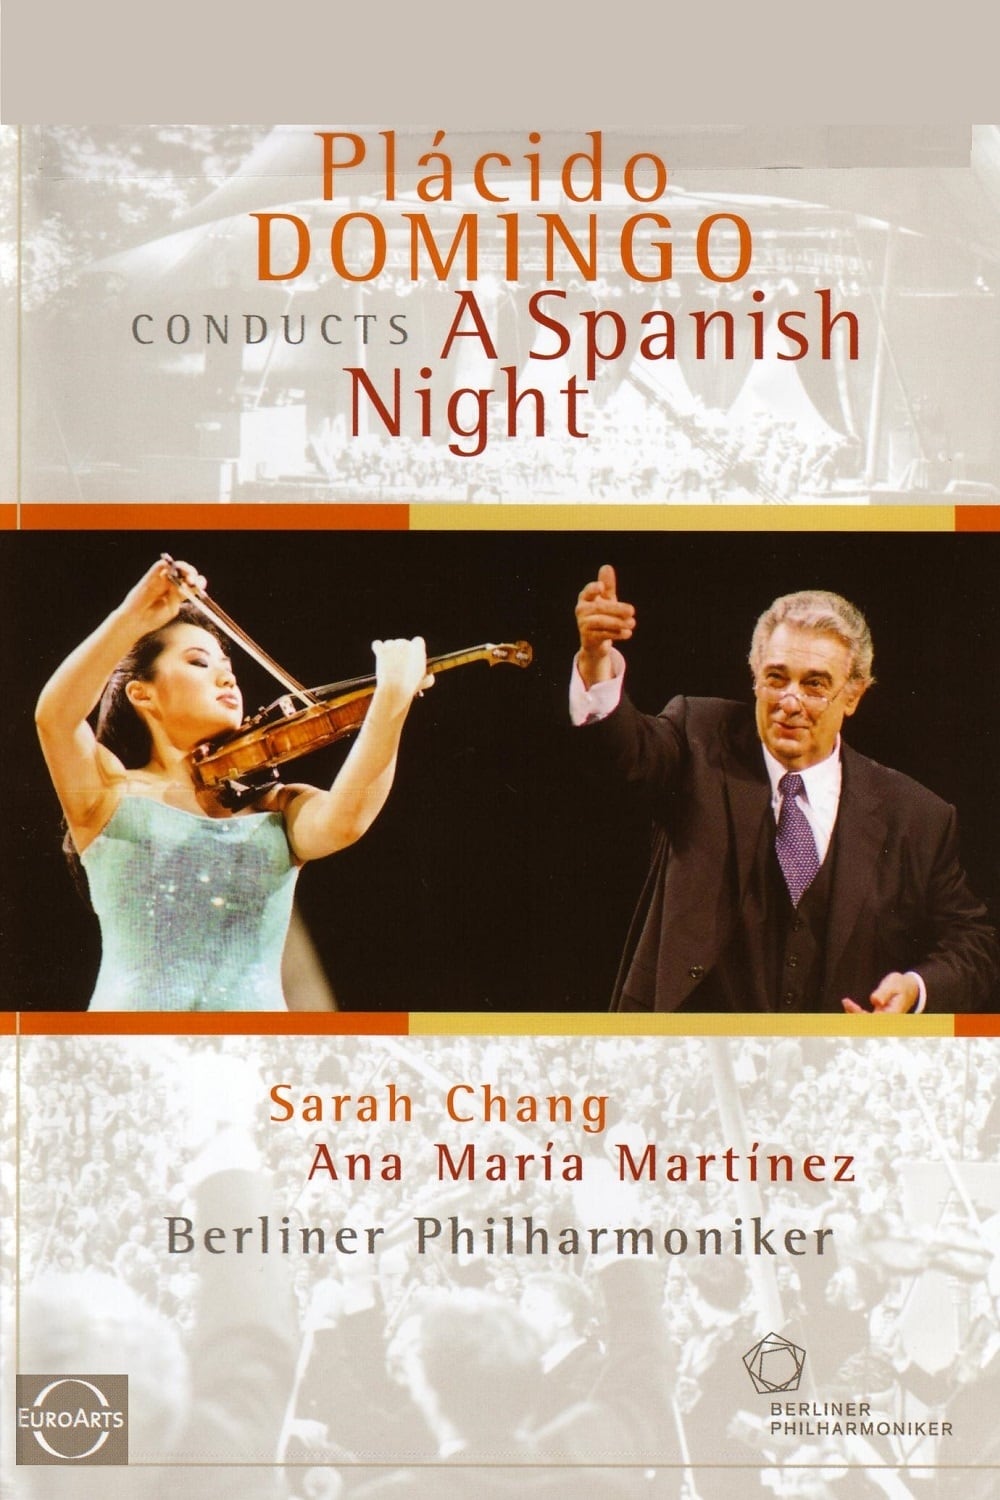 Plácido
DOMINGO
CONDUCTS A Spanish
Night
Sarah Chang
Ana María Martínez
Berliner Philharmoniker
EUROARTS
BERLINER
PHILHARMONIKER